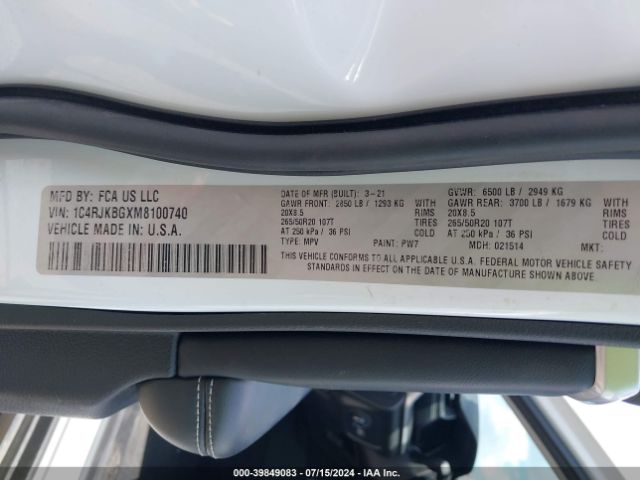 MFD BY: FCA US LLC
VIN: 1C4RJKBGXM8100740
VEHICLE MADE IN: U.S.A.
DATE OF MFR (BUILT): 3-21
GAWR FRONT: 2850 LB / 1293 KG WITH
20X8.5 RIMS
265/50R20 107T TIRES
AT 250 kPa / 36 PSI COLD
TYPE: MPV PAINT: PW7
GVWR: 6500 LB / 2949 KG
GAWR REAR: 3700 LB / 1679 KG WITH
20X8.5 RIMS
265/50R20 107T TIRES
AT 250 kPa / 36 PSI COLD
MDH: 021514 MKT:
THIS VEHICLE CONFORMS TO ALL APPLICABLE U.S.A. FEDERAL MOTOR VEHICLE SAFETY
STANDARDS IN EFFECT ON THE DATE OF MANUFACTURE SHOWN ABOVE.
000-39849083 - 07/15/2024 - IAA Inc.